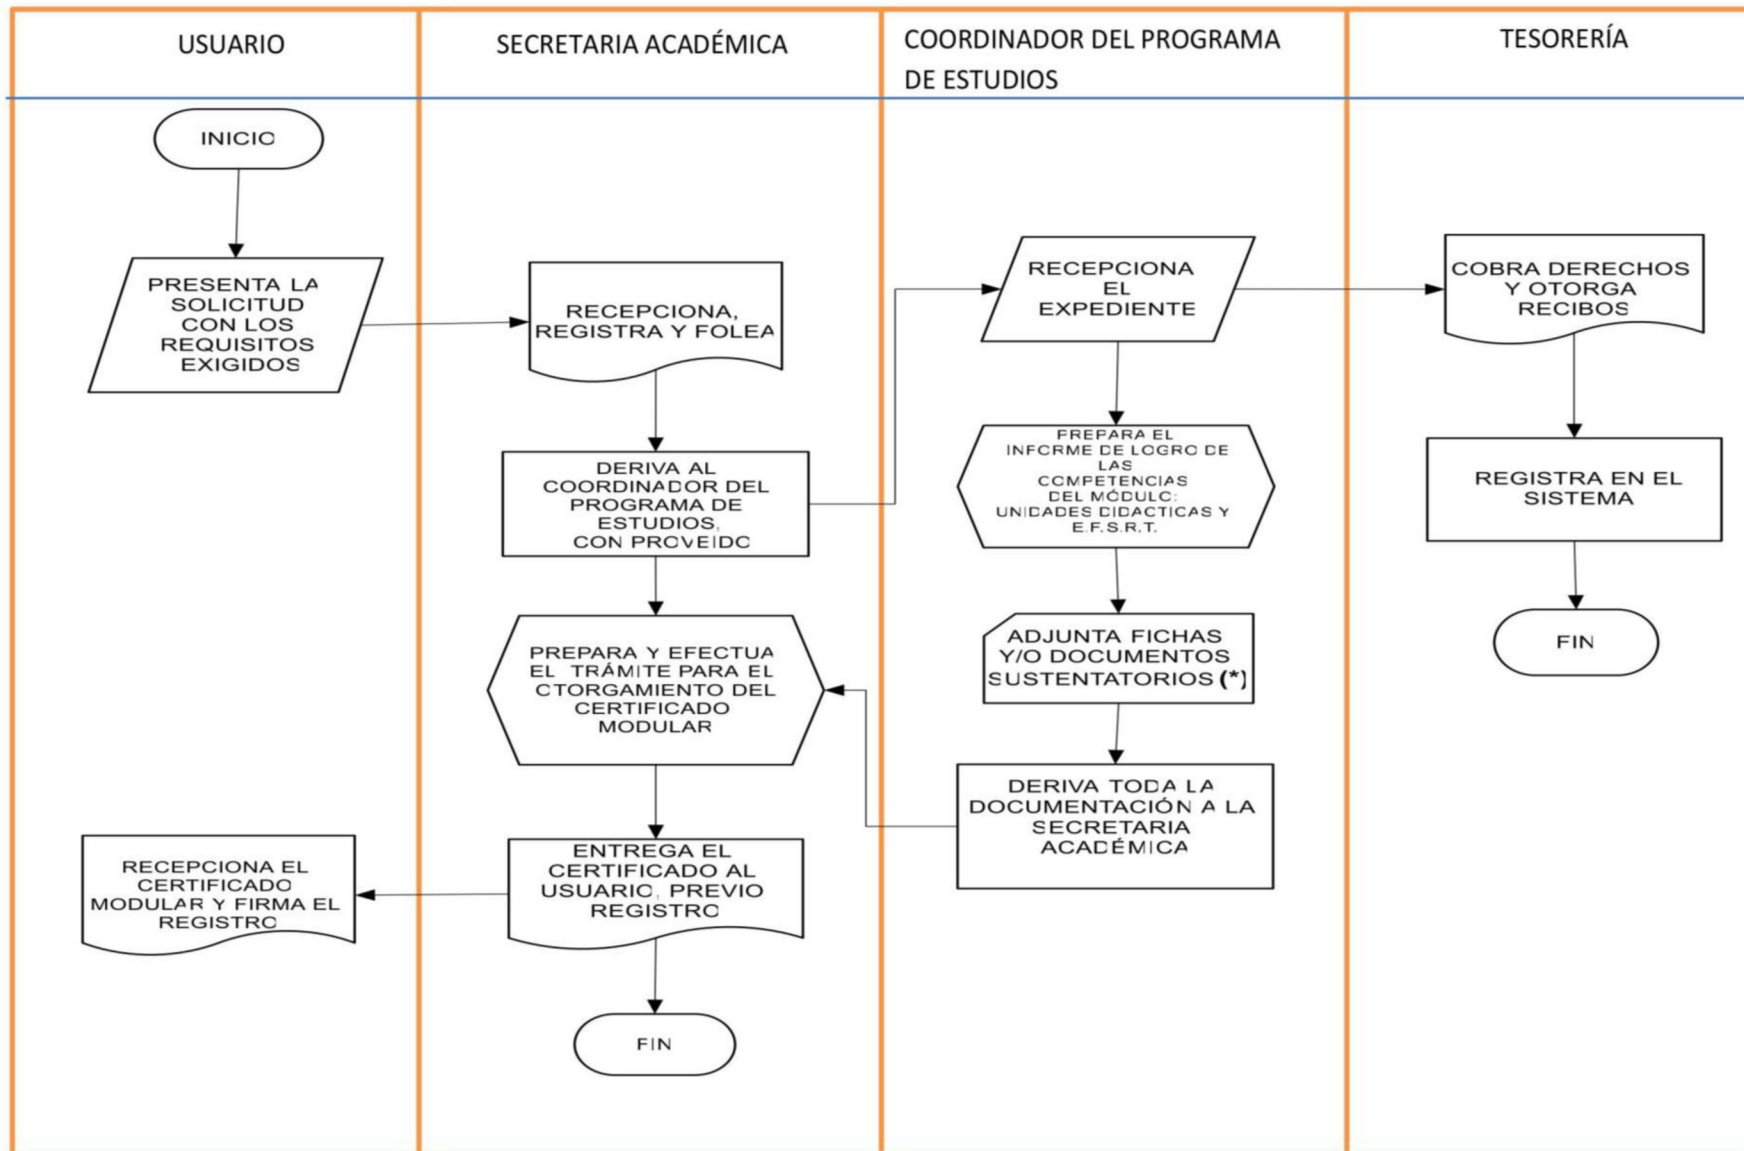 USUARIO
SECRETARIA ACADÉMICA
COORDINADOR DEL PROGRAMA
DE ESTUDIOS
TESORERÍA
INICIO
PRESENTA LA
SOLICITUD
CON LOS
REQUISITOS
EXIGIDOS
RECEPCIONA,
REGISTRA Y FOLEA
DERIVA AL
COORDINADOR DEL
PROGRAMA DE
ESTUDIOS,
CON PROVEIDO
PREPARA Y EFECTUA
EL TRÁMITE PARA EL
OTORGAMIENTO DEL
CERTIFICADO
MODULAR
ENTREGA EL
CERTIFICADO AL
USUARIO, PREVIO
REGISTRO
FIN
RECEPCIONA EL
CERTIFICADO
MODULAR Y FIRMA EL
REGISTRO
RECEPCIONA
EL
EXPEDIENTE
PREPARA EL
INFORME DE LOGRO DE
LAS
COMPETENCIAS
DEL MÓDULO:
UNIDADES DIDACTICAS Y
E.F.S.R.T.
ADJUNTA FICHAS
Y/O DOCUMENTOS
SUSTENTATORIOS (*)
DERIVA TODA LA
DOCUMENTACIÓN A LA
SECRETARIA
ACADÉMICA
COBRA DERECHOS
Y OTORGA
RECIBOS
REGISTRA EN EL
SISTEMA
FIN